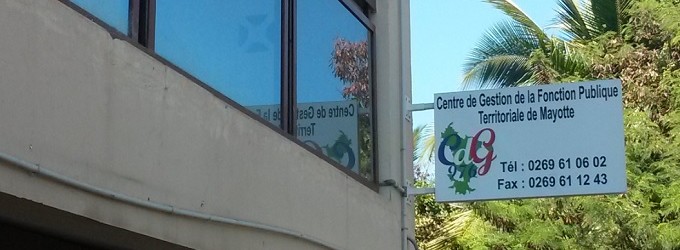 Centre de Gestion de la Fonction Publique
Territoriale de Mayotte
CdG
976
Tél : 0269 61 06 02
Fax : 0269 61 12 43